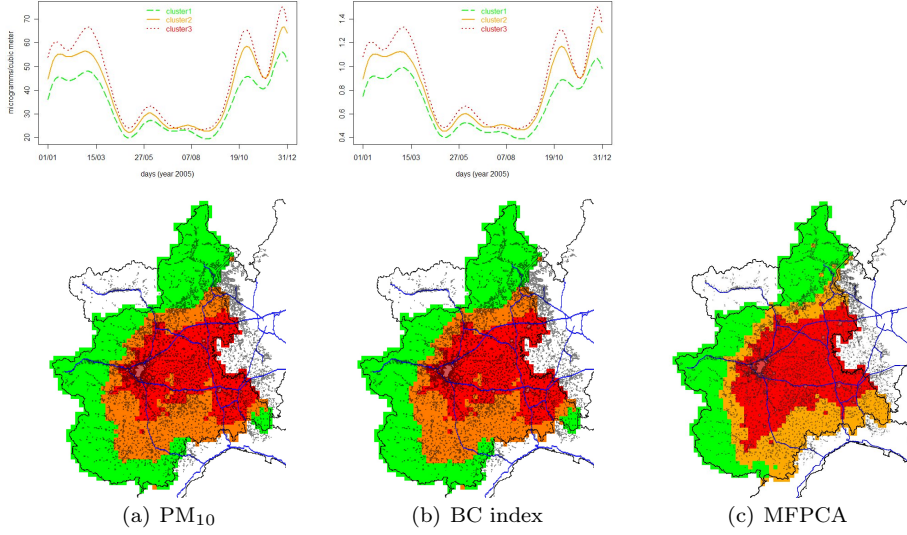 cluster1
cluster2
cluster3
microgramms/cubic meter
70
60
50
40
30
20
01/01 15/03 27/05 07/08 19/10 31/12
days (year 2005)
cluster1
cluster2
cluster3
1.4
1.2
1.0
0.8
0.6
0.4
01/01 15/03 27/05 07/08 19/10 31/12
days (year 2005)
(a) PM₁₀ (b) BC index (c) MFPCA